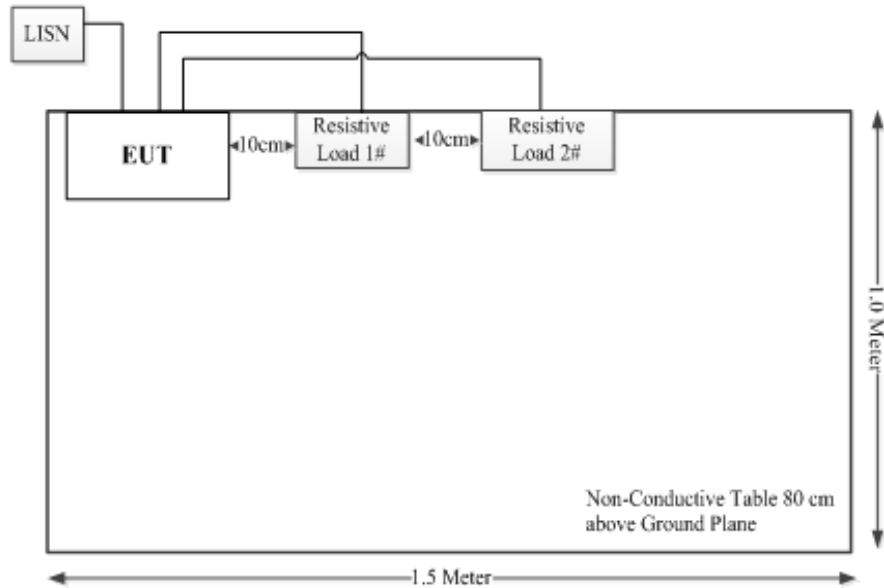 LISN
EUT
10cm
Resistive
Load 1#
10cm
Resistive
Load 2#
1.0 Meter
Non-Conductive Table 80 cm
above Ground Plane
1.5 Meter